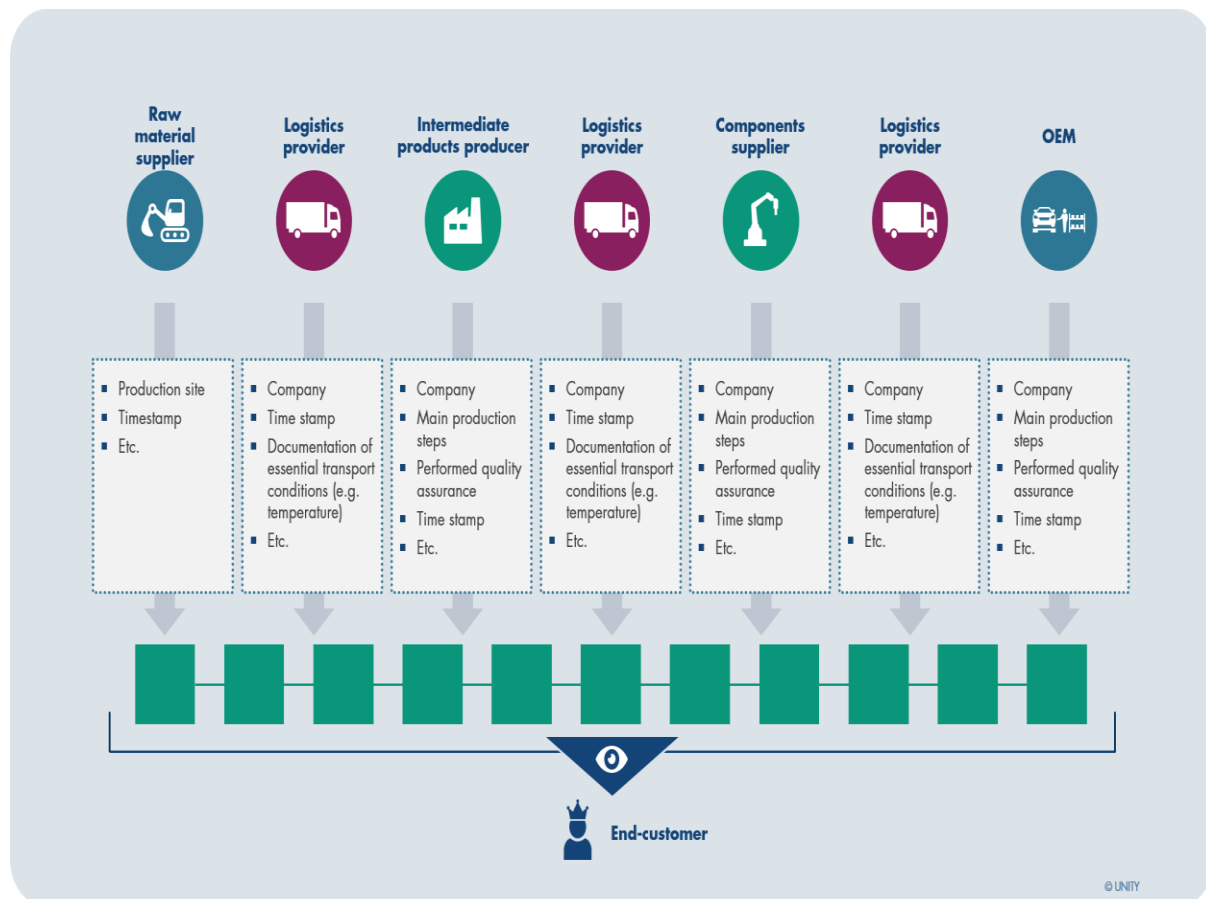 Raw
material
supplier
Logistics
provider
Intermediate
products producer
Logistics
provider
Components
supplier
Logistics
provider
OEM
Production site
Timestamp
Etc.
Company
Time stamp
Documentation of
essential transport
conditions (e.g.
temperature)
Etc.
Company
Main production
steps
Performed quality
assurance
Time stamp
Etc.
Company
Time stamp
Documentation of
essential transport
conditions (e.g.
temperature)
Etc.
Company
Main production
steps
Performed quality
assurance
Time stamp
Etc.
Company
Time stamp
Documentation of
essential transport
conditions (e.g.
temperature)
Etc.
Company
Main production
steps
Performed quality
assurance
Time stamp
Etc.
End-customer
© UNITY